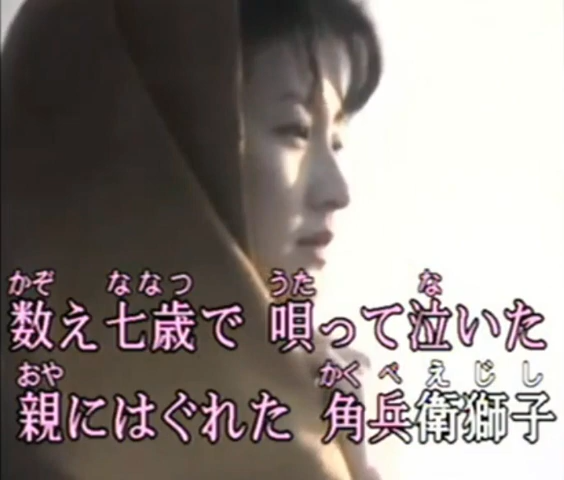 かぞ ななつ うた な
数え七歳で 唄って泣いた
おや かくべえじし
親にはぐれた 角兵衛獅子